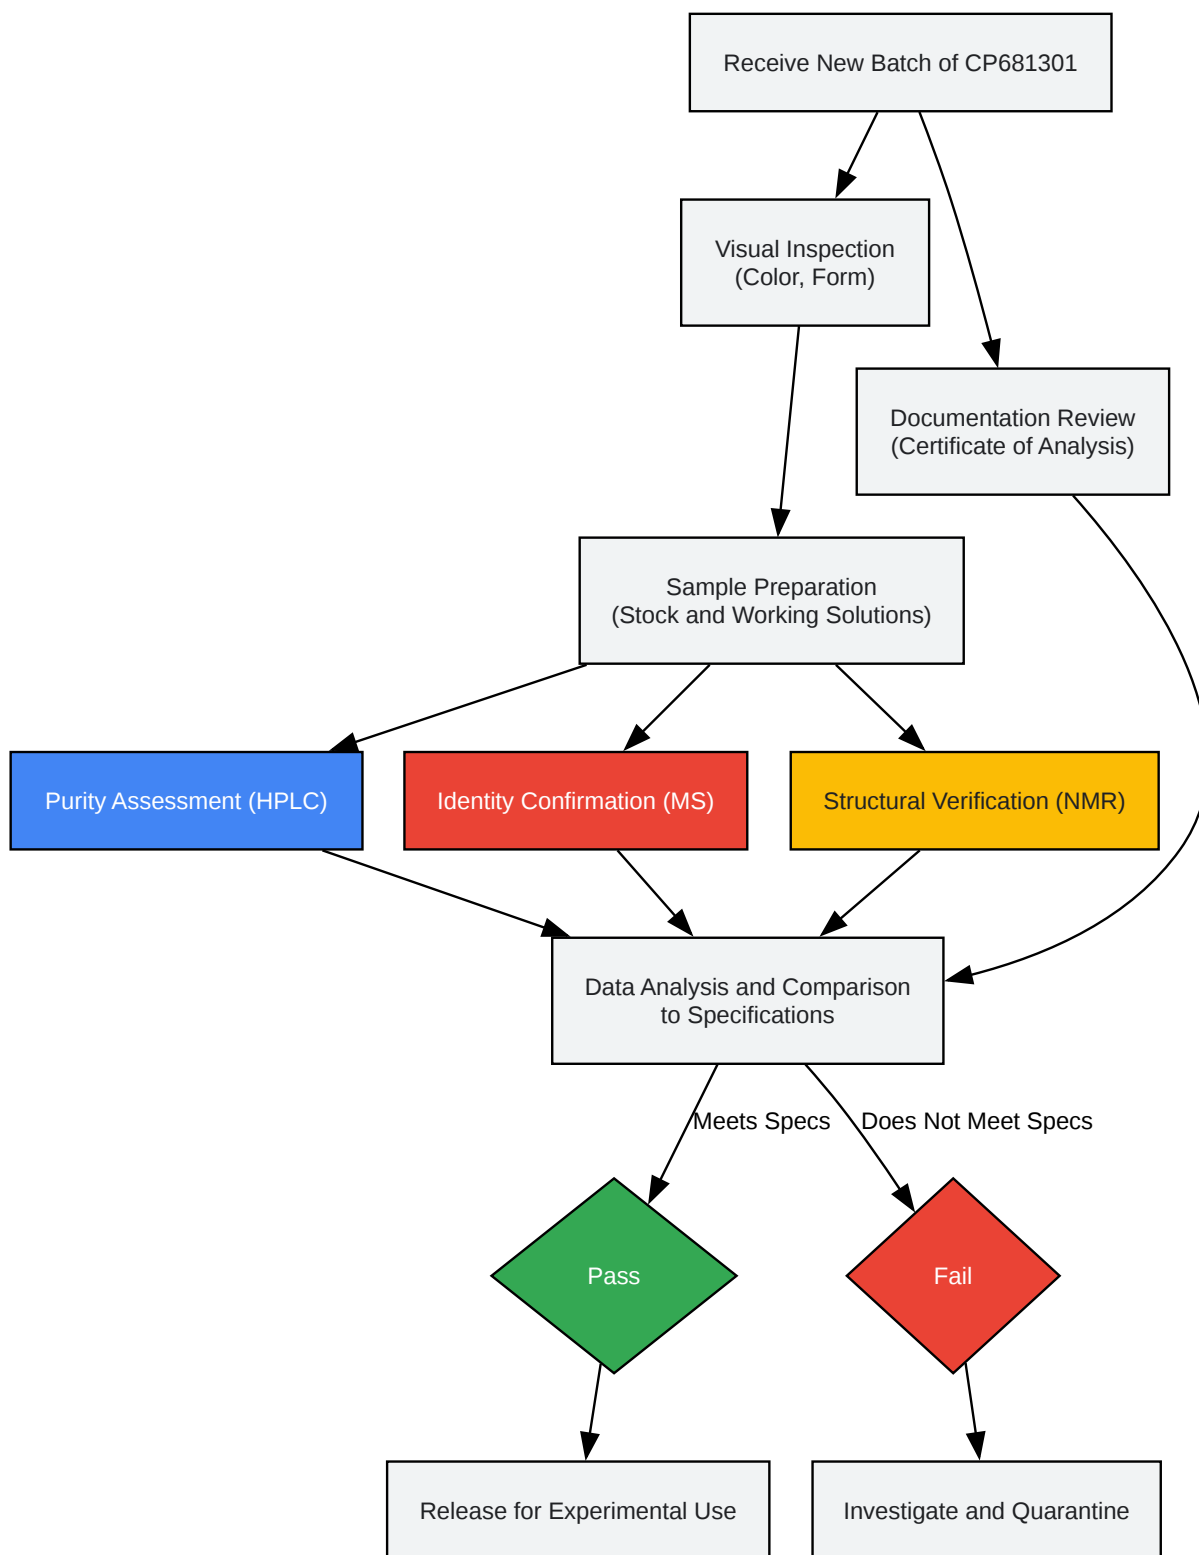 Receive New Batch of CP681301
Visual Inspection
(Color, Form)
Documentation Review
(Certificate of Analysis)
Sample Preparation
(Stock and Working Solutions)
Purity Assessment (HPLC)
Identity Confirmation (MS)
Structural Verification (NMR)
Data Analysis and Comparison
to Specifications
Meets Specs
Does Not Meet Specs
Pass
Fail
Release for Experimental Use
Investigate and Quarantine